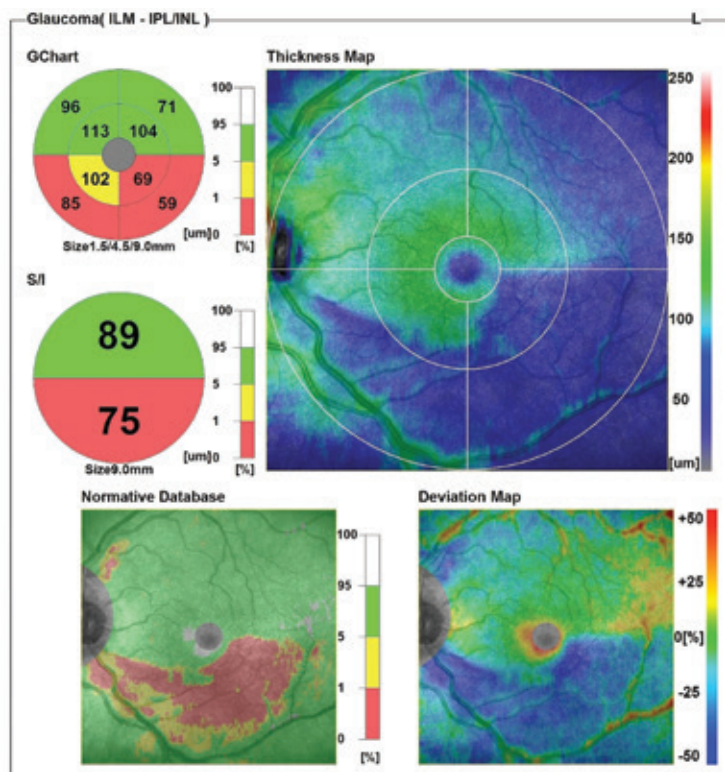 Glaucoma( ILM - IPL/INL ) L
GChart
96 71
113 104
102 69
85 59
Size1.5/4.5/9.0mm
100
95
5
1
[um] 0
[%]
Thickness Map
250
200
150
100
50
[um]
S/I
89
75
Size9.0mm
100
95
5
1
[um] 0
[%]
Normative Database
100
95
5
1
0
[%]
Deviation Map
+50
+25
0[%]
-25
-50